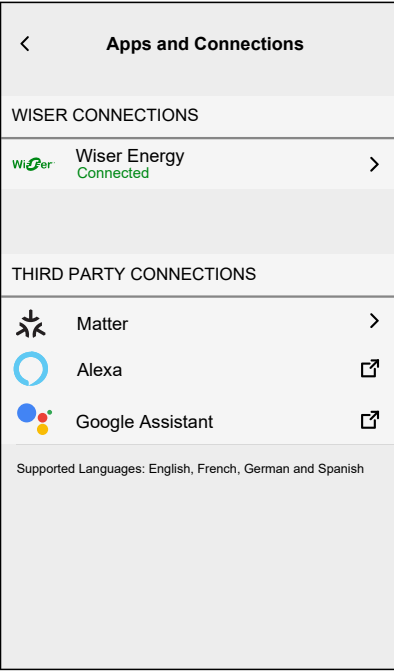 Apps and Connections
WISER CONNECTIONS
Wiser
Wiser Energy
Connected
THIRD PARTY CONNECTIONS
Matter
Alexa
Google Assistant
Supported Languages: English, French, German and Spanish